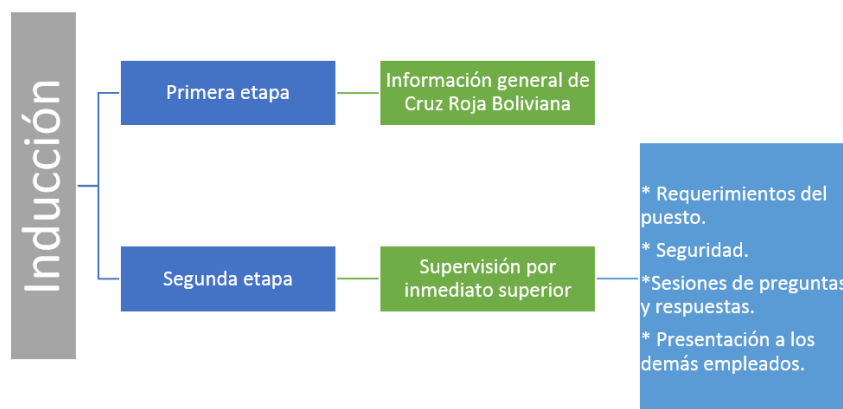 Inducción
Primera etapa
Información general de
Cruz Roja Boliviana
Segunda etapa
Supervisión por
inmediato superior
* Requerimientos del
puesto.
* Seguridad.
*Sesiones de preguntas
y respuestas.
* Presentación a los
demás empleados.